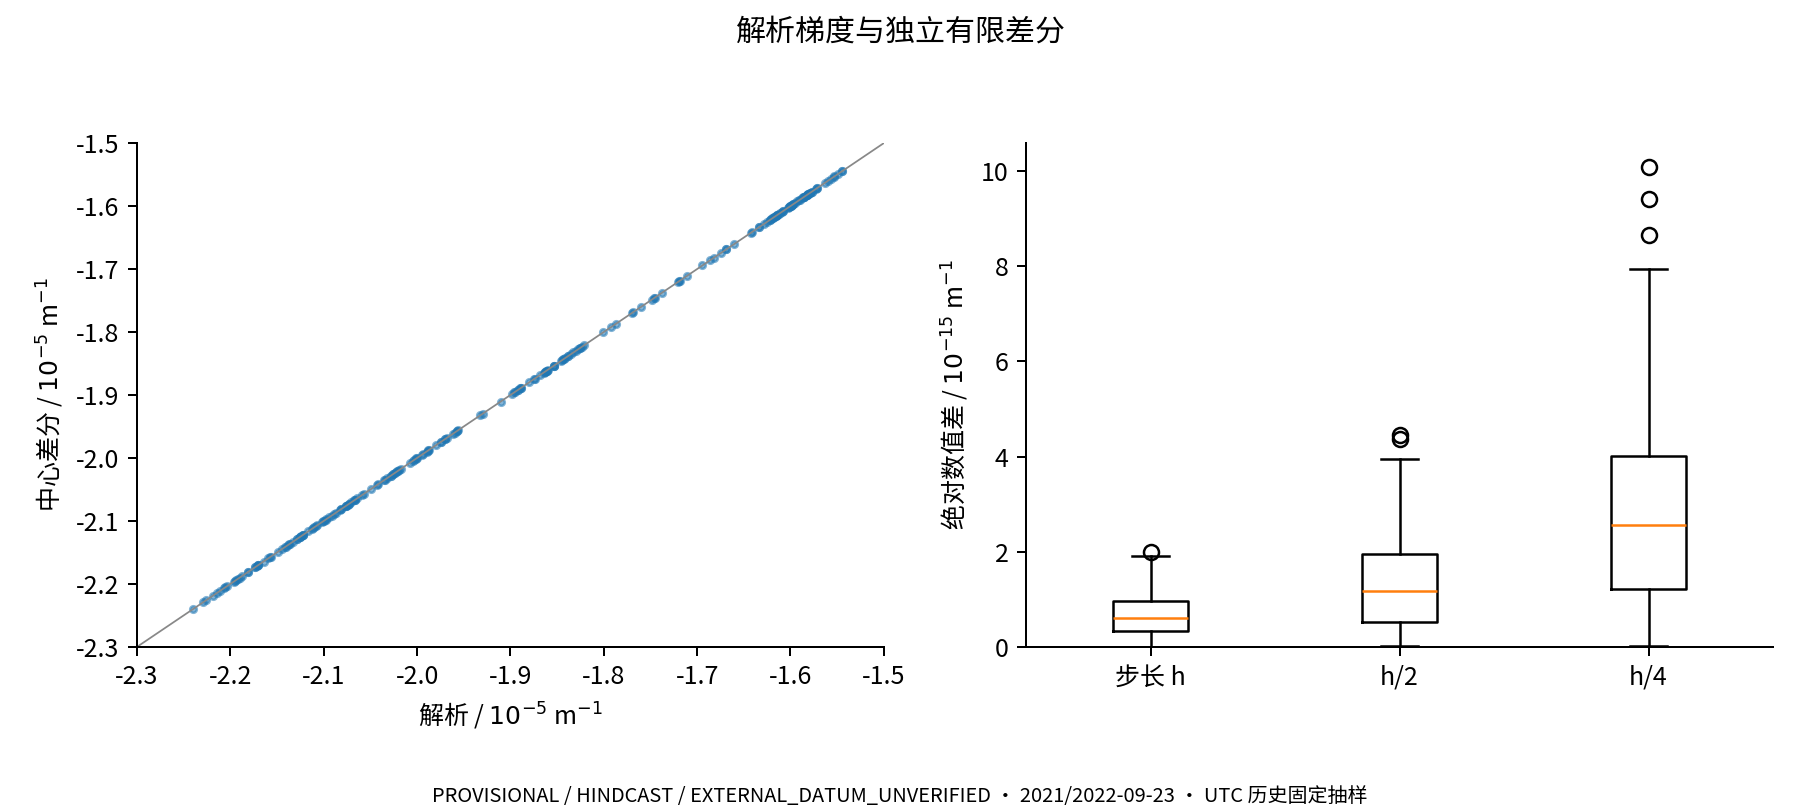 解析梯度与独立有限差分
中心差分 / 10⁻⁵ m⁻¹
-1.5
-1.6
-1.7
-1.8
-1.9
-2.0
-2.1
-2.2
-2.3
-2.3 -2.2 -2.1 -2.0 -1.9 -1.8 -1.7 -1.6 -1.5
解析 / 10⁻⁵ m⁻¹
绝对数值差 / 10⁻¹⁵ m⁻¹
10
8
6
4
2
0
步长 h h/2 h/4
PROVISIONAL / HINDCAST / EXTERNAL_DATUM_UNVERIFIED · 2021/2022-09-23 · UTC 历史固定抽样